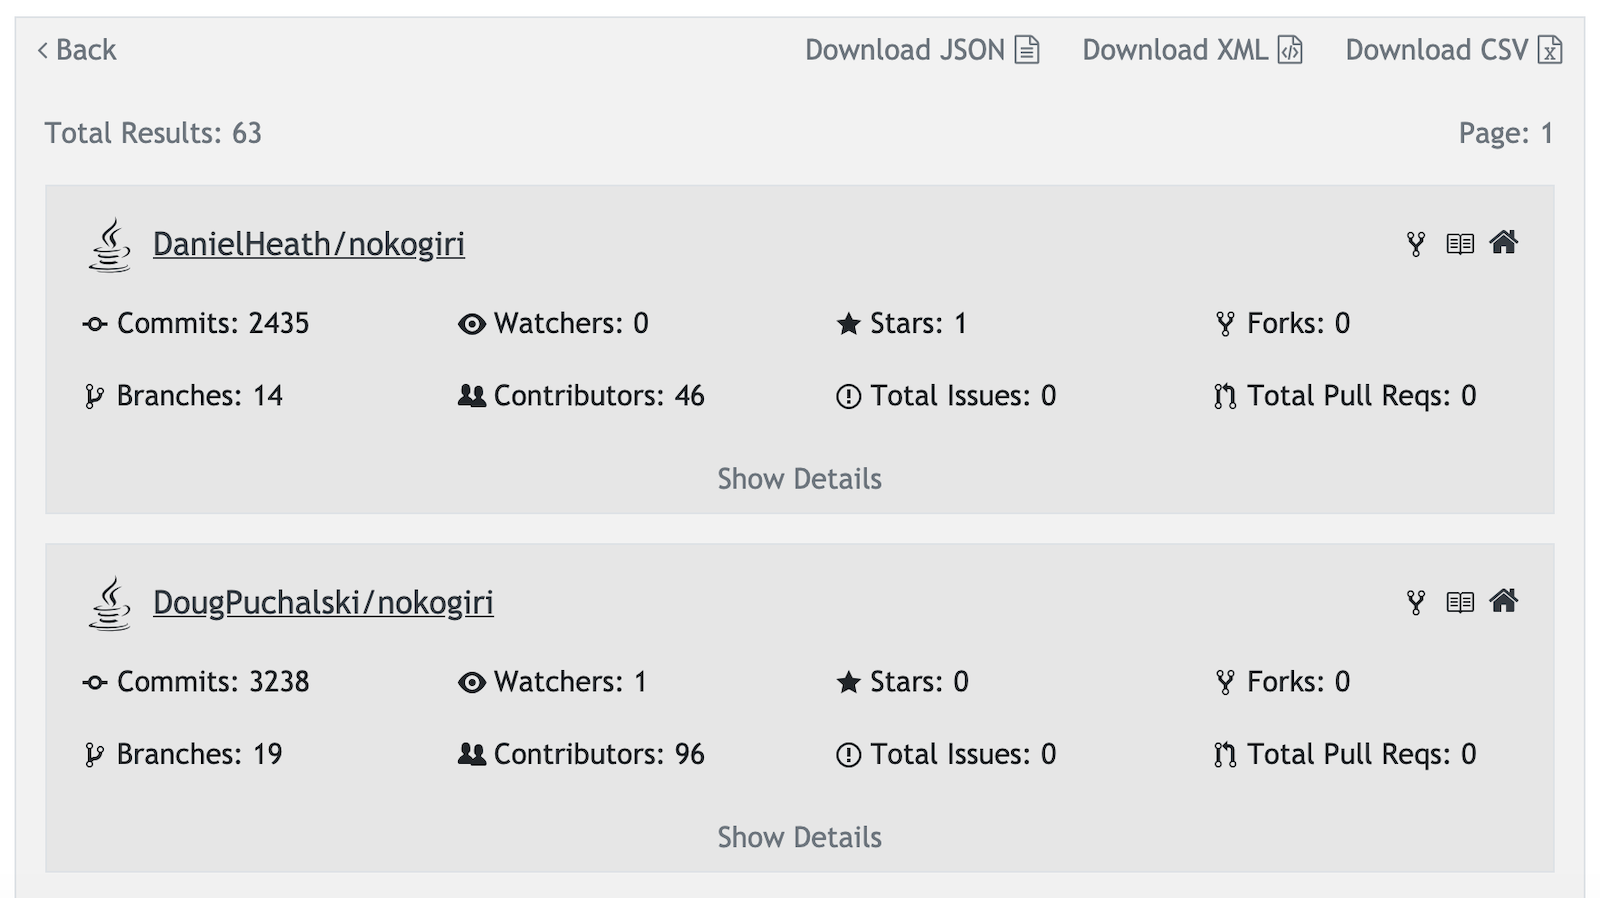 Back Download JSON Download XML Download CSV
Total Results: 63 Page: 1
DanielHeath/nokogiri
Commits: 2435 Watchers: 0 Stars: 1 Forks: 0
Branches: 14 Contributors: 46 Total Issues: 0 Total Pull Reqs: 0
Show Details
DougPuchalski/nokogiri
Commits: 3238 Watchers: 1 Stars: 0 Forks: 0
Branches: 19 Contributors: 96 Total Issues: 0 Total Pull Reqs: 0
Show Details